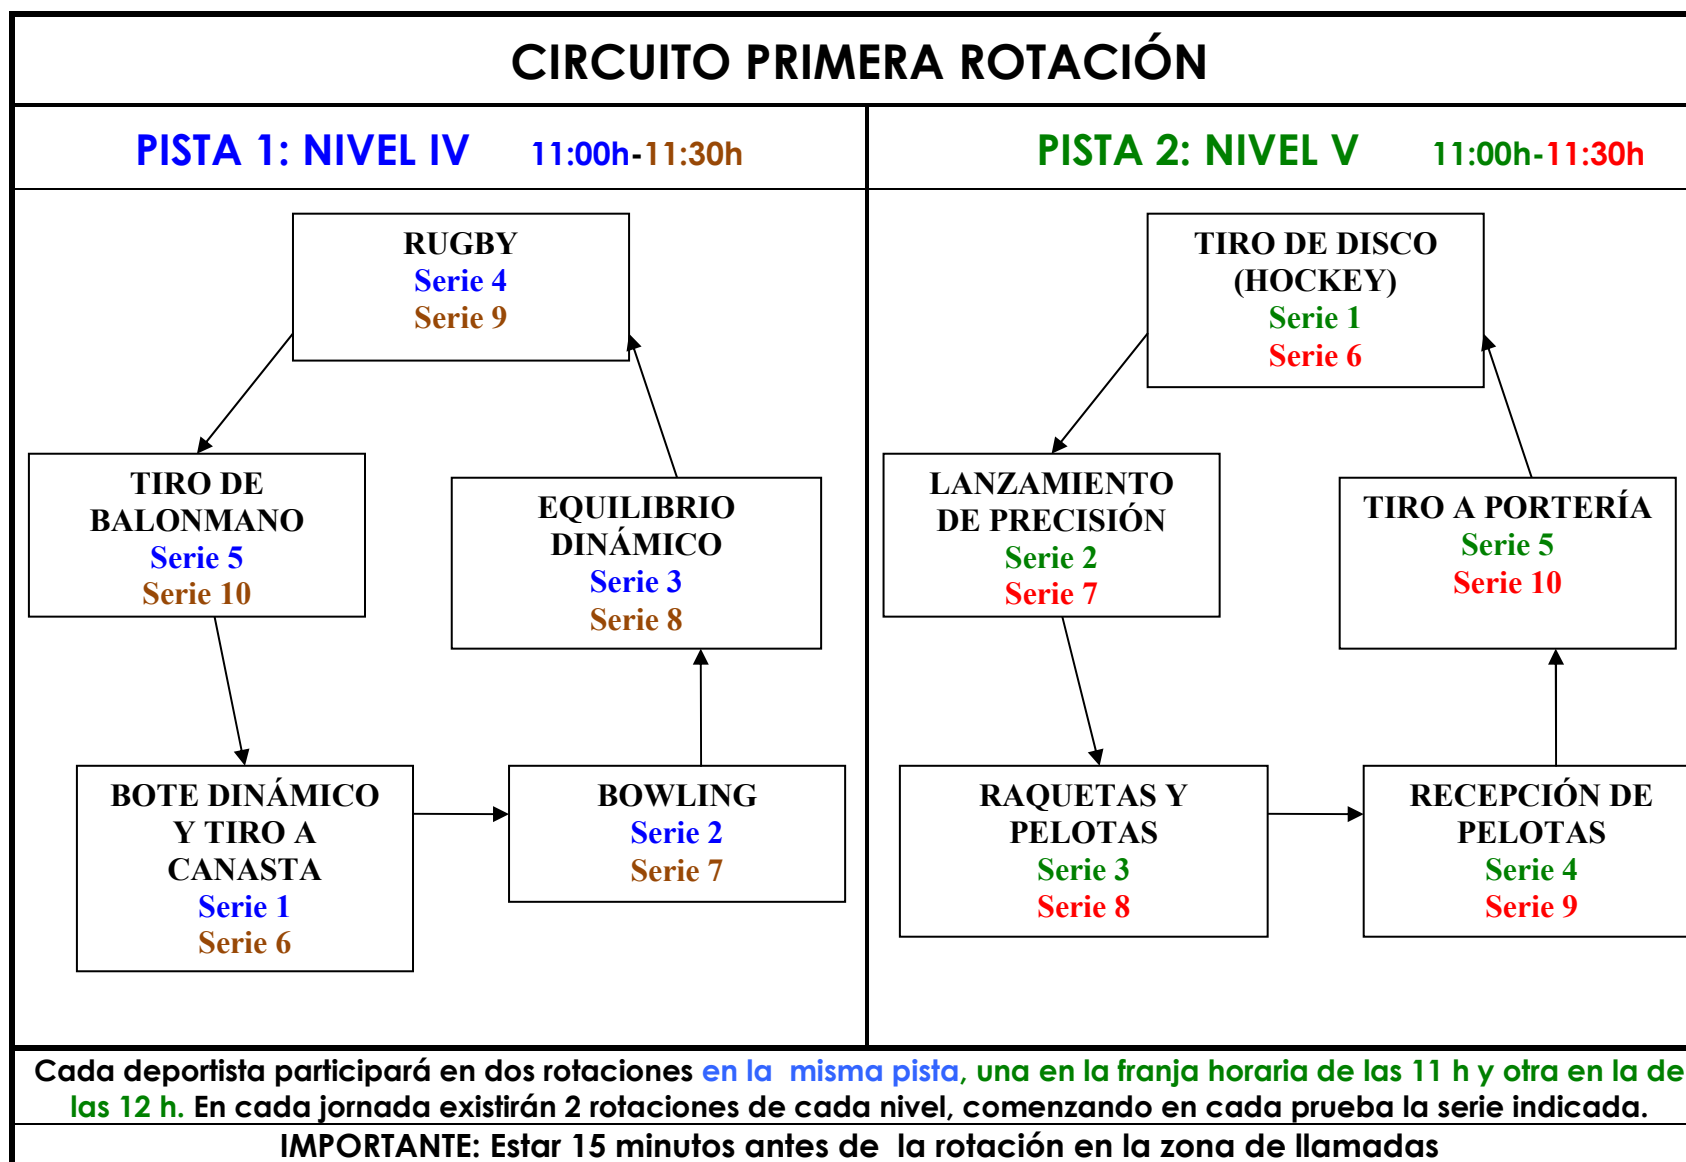 CIRCUITO PRIMERA ROTACIÓN
PISTA 1: NIVEL IV 11:00h-11:30h
PISTA 2: NIVEL V 11:00h-11:30h
RUGBY
Serie 4
Serie 9
TIRO DE
BALONMANO
Serie 5
Serie 10
EQUILIBRIO
DINÁMICO
Serie 3
Serie 8
BOTE DINÁMICO
Y TIRO A
CANASTA
Serie 1
Serie 6
BOWLING
Serie 2
Serie 7
TIRO DE DISCO
(HOCKEY)
Serie 1
Serie 6
LANZAMIENTO
DE PRECISIÓN
Serie 2
Serie 7
TIRO A PORTERÍA
Serie 5
Serie 10
RAQUETAS Y
PELOTAS
Serie 3
Serie 8
RECEPCIÓN DE
PELOTAS
Serie 4
Serie 9
Cada deportista participará en dos rotaciones en la misma pista, una en la franja horaria de las 11 h y otra en la de
las 12 h. En cada jornada existirán 2 rotaciones de cada nivel, comenzando en cada prueba la serie indicada.
IMPORTANTE: Estar 15 minutos antes de la rotación en la zona de llamadas